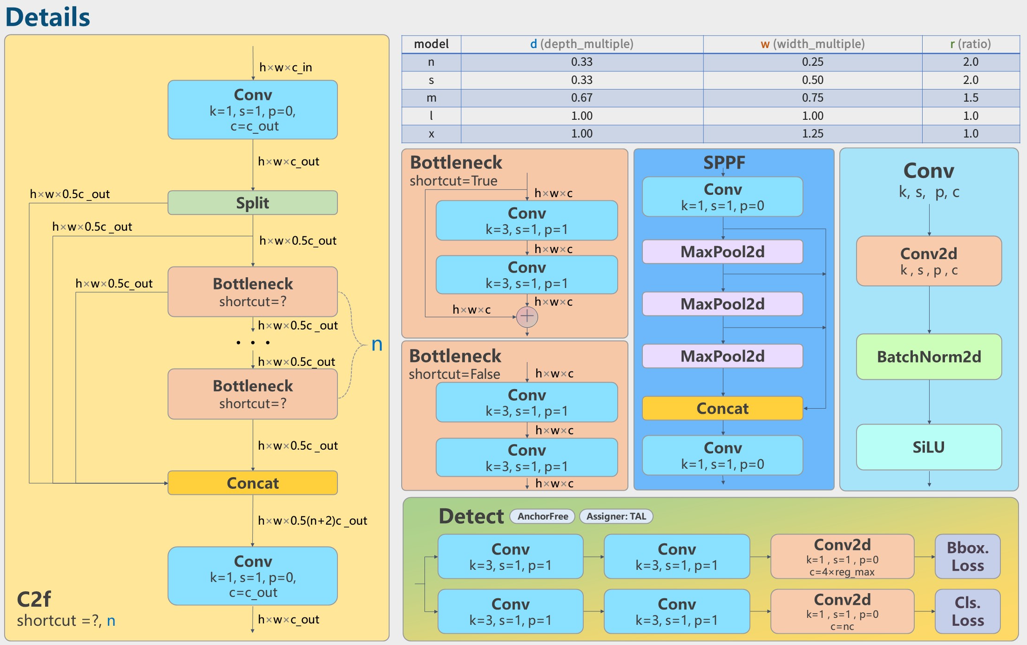 Details
h×w×c_in
Conv
k=1, s=1, p=0,
c=c_out
h×w×c_out
h×w×0.5c_out
Split
h×w×0.5c_out
h×w×0.5c_out
h×w×0.5c_out
Bottleneck
shortcut=?
h×w×0.5c_out
• • •
n
h×w×0.5c_out
Bottleneck
shortcut=?
h×w×0.5c_out
Concat
h×w×0.5(n+2)c_out
Conv
k=1, s=1, p=0,
c=c_out
C2f
shortcut =?, n
h×w×c_out
model d (depth_multiple) w (width_multiple) r (ratio)
n 0.33 0.25 2.0
s 0.33 0.50 2.0
m 0.67 0.75 1.5
l 1.00 1.00 1.0
x 1.00 1.25 1.0
Bottleneck
shortcut=True
h×w×c
Conv
k=3, s=1, p=1
h×w×c
Conv
k=3, s=1, p=1
h×w×c
h×w×c
+
Bottleneck
shortcut=False
h×w×c
Conv
k=3, s=1, p=1
h×w×c
Conv
k=3, s=1, p=1
h×w×c
SPPF
Conv
k=1, s=1, p=0
MaxPool2d
MaxPool2d
MaxPool2d
Concat
Conv
k=1, s=1, p=0
Conv
k, s, p, c
Conv2d
k , s , p , c
BatchNorm2d
SiLU
Detect AnchorFree Assigner: TAL
Conv
k=3, s=1, p=1
Conv
k=3, s=1, p=1
Conv2d
k=1 , s=1 , p=0
c=4×reg_max
Bbox.
Loss
Conv
k=3, s=1, p=1
Conv
k=3, s=1, p=1
Conv2d
k=1 , s=1 , p=0
c=nc
Cls.
Loss